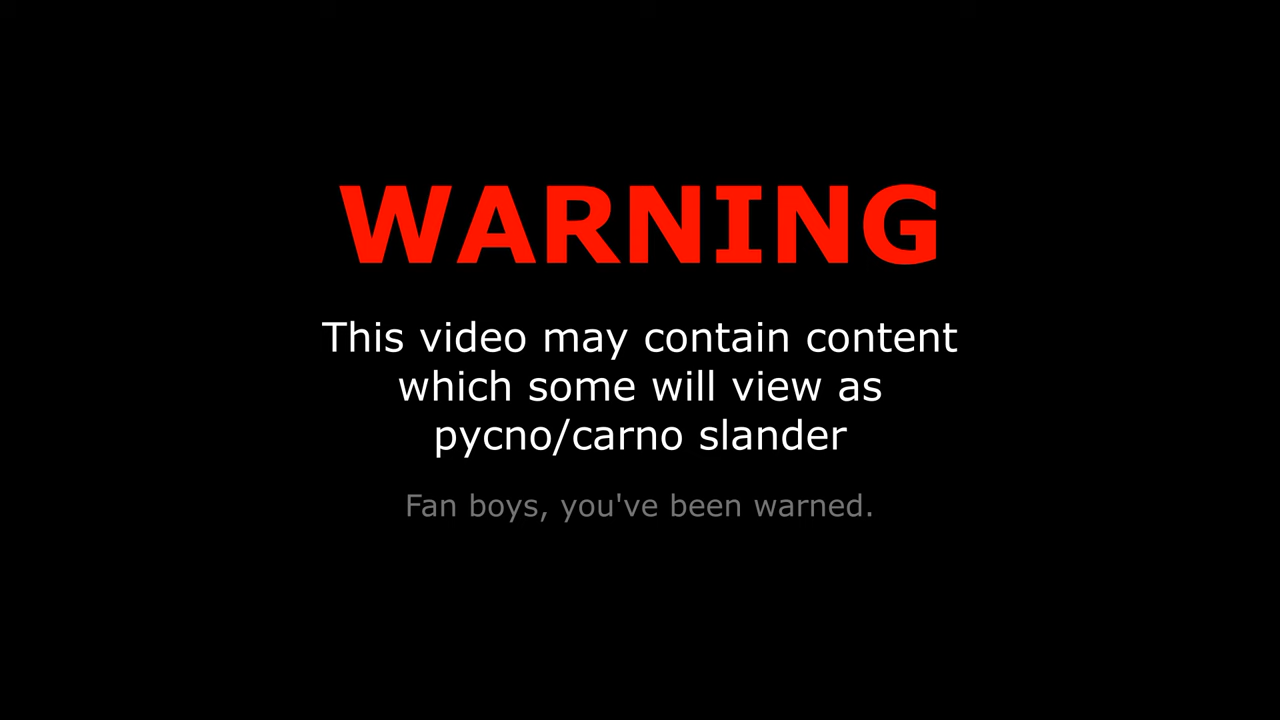 WARNING
This video may contain content
which some will view as
pycno/carno slander
Fan boys, you've been warned.